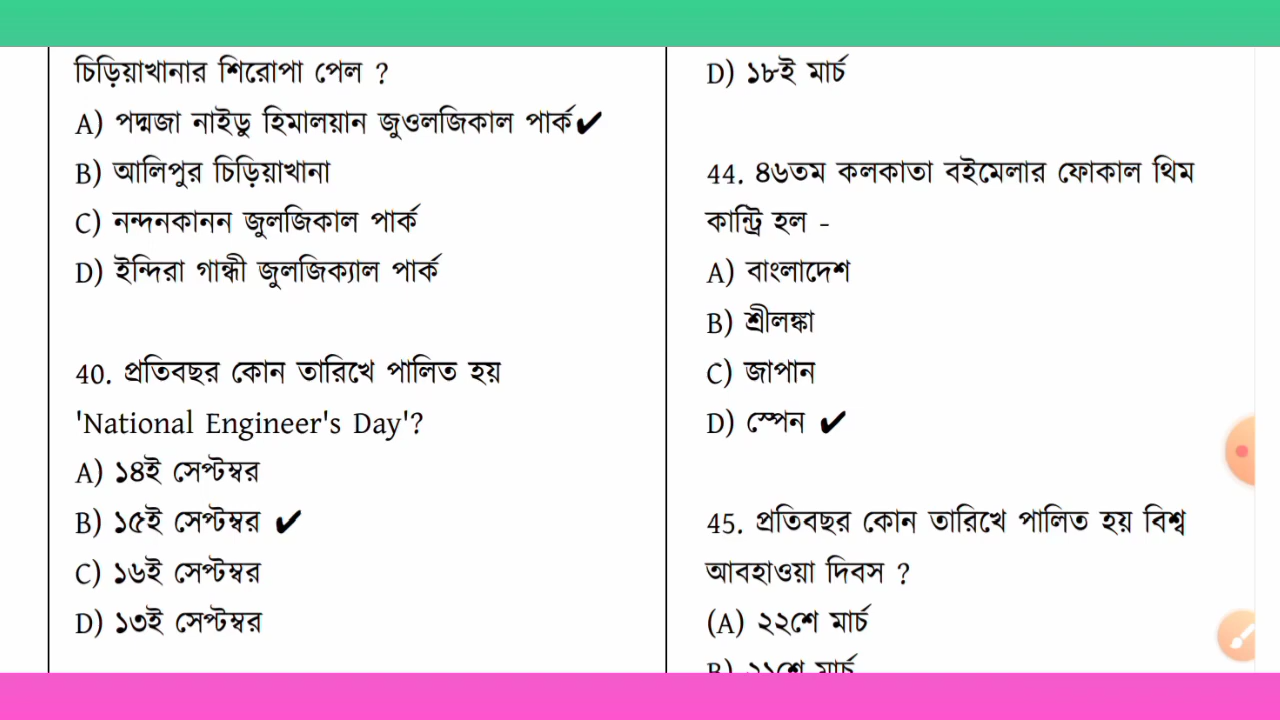 চিড়িয়াখানার শিরোপা পেল ?
A) পদ্মজা নাইডু হিমালয়ান জুওলজিকাল পার্ক✔
B) আলিপুর চিড়িয়াখানা
C) নন্দনকানন জুলজিকাল পার্ক
D) ইন্দিরা গান্ধী জুলজিক্যাল পার্ক
40. প্রতিবছর কোন তারিখে পালিত হয়
'National Engineer's Day'?
A) ১৪ই সেপ্টম্বর
B) ১৫ই সেপ্টম্বর ✔
C) ১৬ই সেপ্টম্বর
D) ১৩ই সেপ্টম্বর
D) ১৮ই মার্চ
44. ৪৬তম কলকাতা বইমেলার ফোকাল থিম
কান্ট্রি হল -
A) বাংলাদেশ
B) শ্রীলঙ্কা
C) জাপান
D) স্পেন ✔
45. প্রতিবছর কোন তারিখে পালিত হয় বিশ্ব
আবহাওয়া দিবস ?
(A) ২২শে মার্চ
B) ২১শে মার্চ